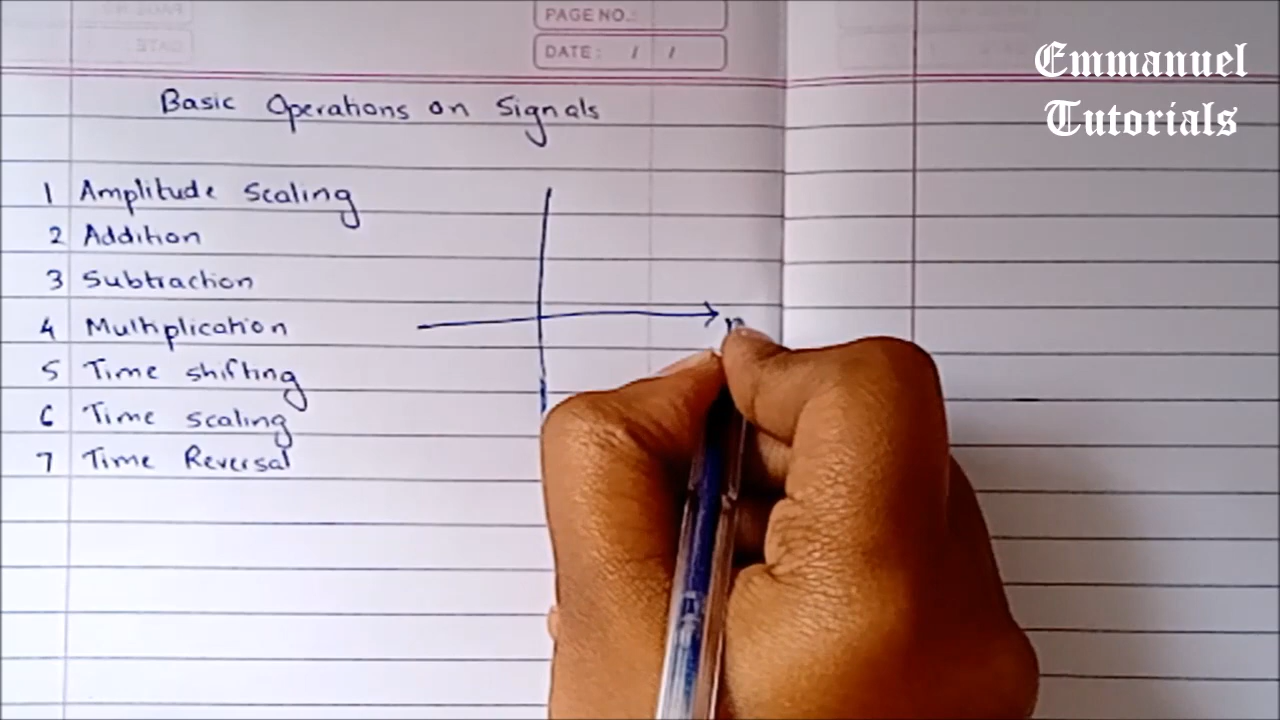 PAGE NO.:
DATE: / /
Emmanuel
Tutorials
Basic Operations on Signals
1 Amplitude Scaling
2 Addition
3 Subtraction
4 Multiplication
5 Time shifting
6 Time scaling
7 Time Reversal
n